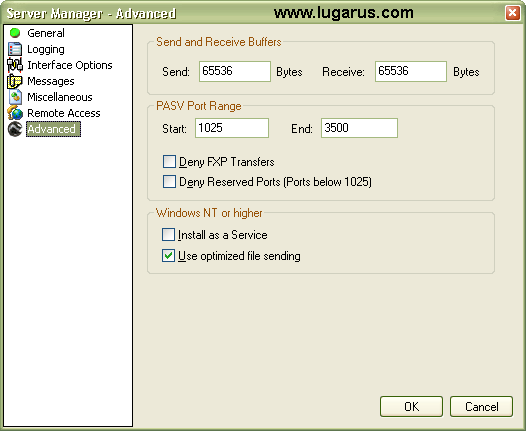 Server Manager - Advanced www.lugarus.com
General
Logging
Interface Options
Messages
Miscellaneous
Remote Access
Advanced
Send and Receive Buffers
Send: 65536 Bytes Receive: 65536 Bytes
PASV Port Range
Start: 1025 End: 3500
Deny FXP Transfers
Deny Reserved Ports (Ports below 1025)
Windows NT or higher
Install as a Service
Use optimized file sending
OK Cancel